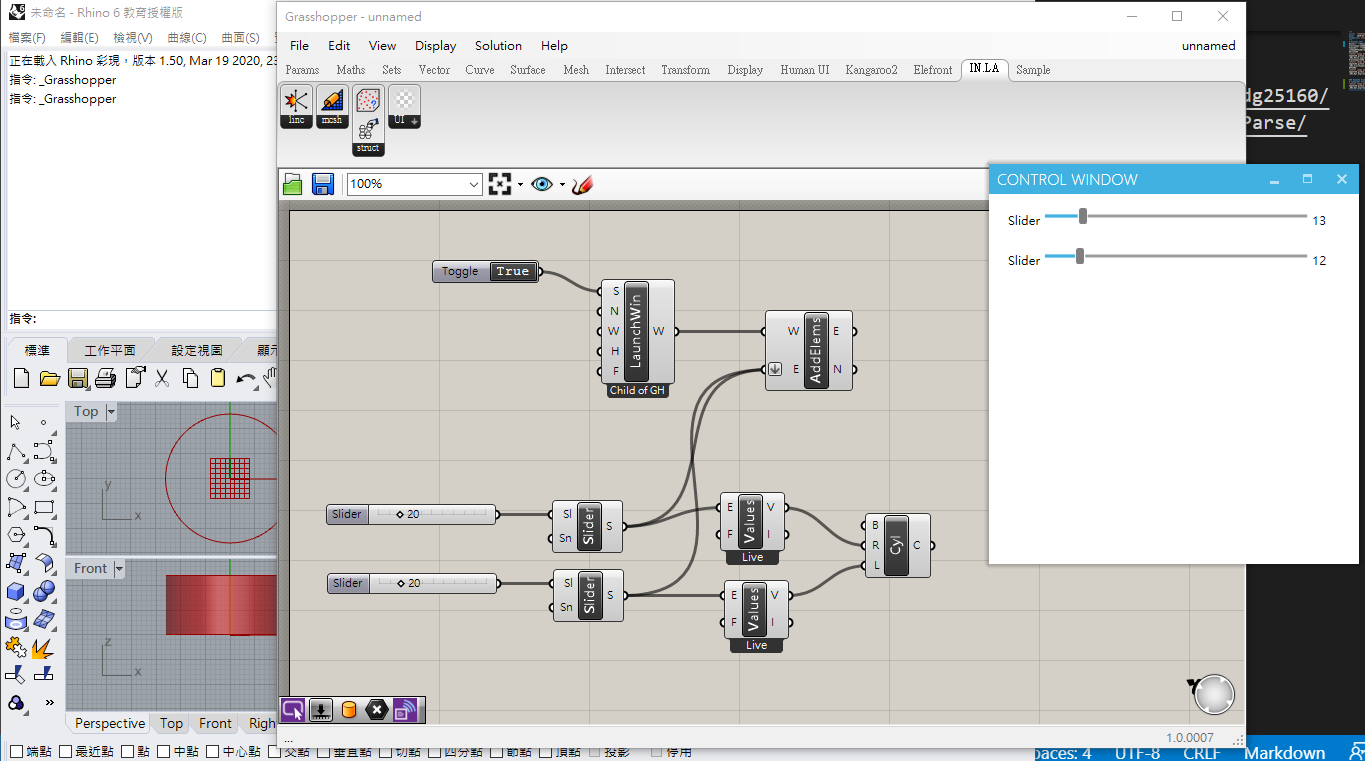 未命名 - Rhino 6 教育授權版
檔案(F) 編輯(E) 檢視(V) 曲線(C) 曲面(S)
正在載入 Rhino 彩現，版本 1.50, Mar 19 2020, 23
指令: _Grasshopper
指令: _Grasshopper
指令:
標準 工作平面 設定視圖 顯示
Top
y
x
Front
z
x
Perspective Top Front Righ
端點 最近點 點 中點 中心點 交點 垂直點 切點 四分點 節點 頂點 投影 停用
Grasshopper - unnamed
File Edit View Display Solution Help unnamed
Params Maths Sets Vector Curve Surface Mesh Intersect Transform Display Human UI Kangaroo2 Elefront IN.LA Sample
linc mcsh UI
struct
100%
Toggle True
S
N
W
H
F
LaunchWin
W
Child of GH
W
E
AddElems
E
N
Slider 20
Sl
Sn
Slider
S
Slider 20
Sl
Sn
Slider
S
E
F
Values
V
I
Live
E
F
Values
V
I
Live
B
R
L
Cyl
C
...
1.0.0007
dg25160/
Parse/
CONTROL WINDOW
Slider 13
Slider 12
paces: 4 UTF-8 CRLF Markdown